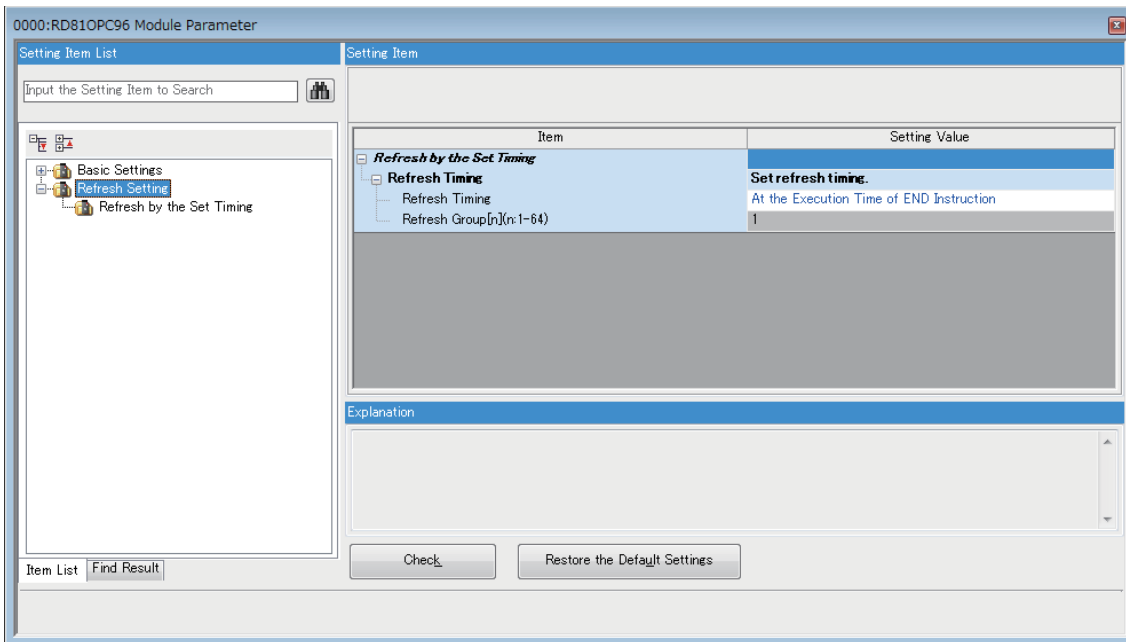 0000:RD81OPC96 Module Parameter
Setting Item List
Input the Setting Item to Search
Basic Settings
Refresh Setting
Refresh by the Set Timing
Item List
Find Result
Setting Item
Item
Setting Value
Refresh by the Set Timing
Refresh Timing
Set refresh timing.
Refresh Timing
At the Execution Time of END Instruction
Refresh Group[n](n:1-64)
1
Explanation
Check
Restore the Default Settings